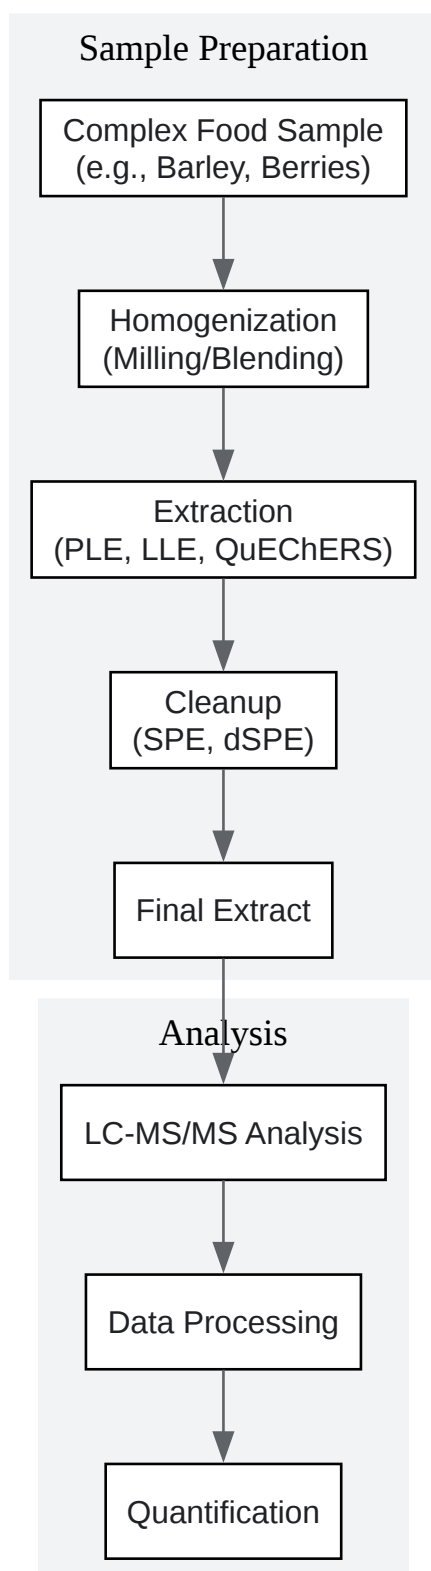 Sample Preparation
Complex Food Sample
(e.g., Barley, Berries)
Homogenization
(Milling/Blending)
Extraction
(PLE, LLE, QuEChERS)
Cleanup
(SPE, dSPE)
Final Extract
Analysis
LC-MS/MS Analysis
Data Processing
Quantification